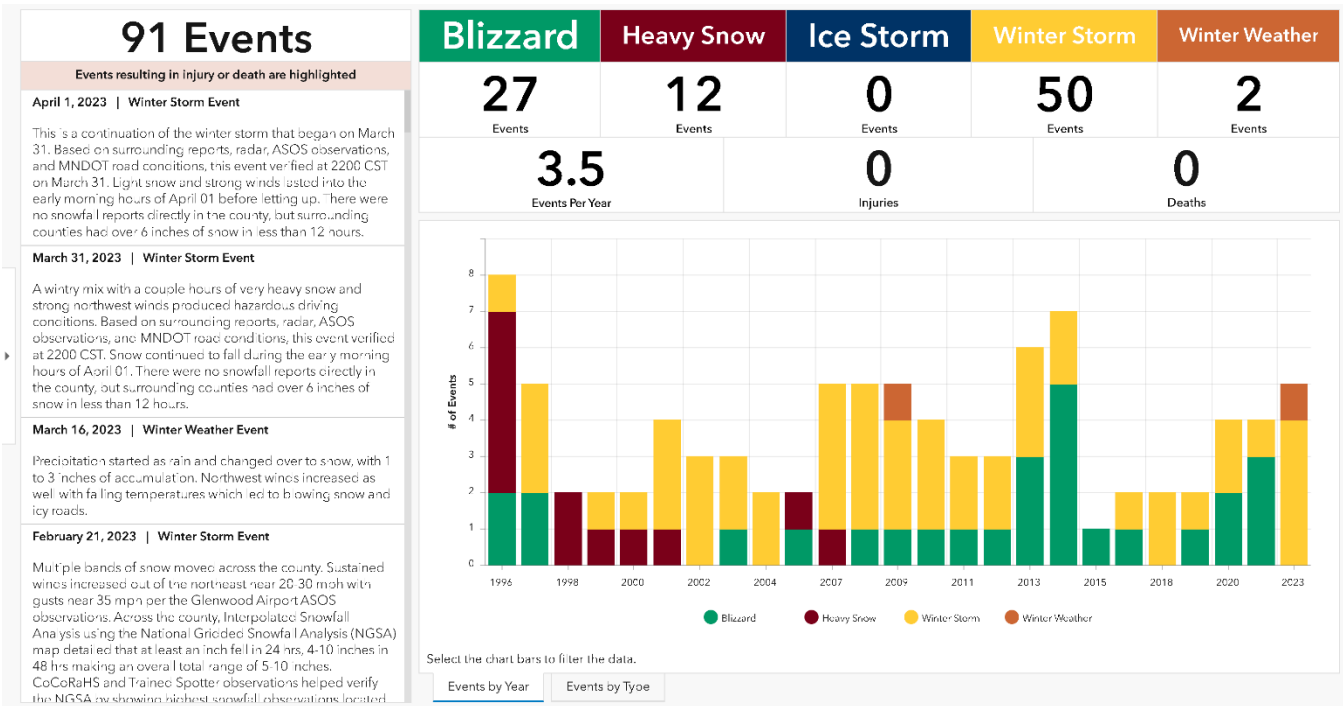 91 Events
Events resulting in injury or death are highlighted
April 1, 2023 | Winter Storm Event
This is a continuation of the winter storm that began on March
31. Based on surrounding reports, radar, ASOS observations,
and MNDOT road conditions, this event verified at 2200 CST
on March 31. Light snow and strong winds lasted into the
early morning hours of April 01 before letting up. There were
no snowfall reports directly in the county, but surrounding
counties had over 6 inches of snow in less than 12 hours.
March 31, 2023 | Winter Storm Event
A wintry mix with a couple hours of very heavy snow and
strong northwest winds produced hazardous driving
conditions. Based on surrounding reports, radar, ASOS
observations, and MNDOT road conditions, this event verified
at 2200 CST. Snow continued to fall during the early morning
hours of April 01. There were no snowfall reports directly in
the county, but surrounding counties had over 6 inches of
snow in less than 12 hours.
March 16, 2023 | Winter Weather Event
Precipitation started as rain and changed over to snow, with 1
to 3 inches of accumulation. Northwest winds increased as
well with falling temperatures which led to blowing snow and
icy roads.
February 21, 2023 | Winter Storm Event
Multiple bands of snow moved across the county. Sustained
winds increased out of the northeast near 20-30 mph with
gusts near 35 mph per the Glenwood Airport ASOS
observations. Across the county, Interpolated Snowfall
Analysis using the National Gridded Snowfall Analysis (NGSA)
map detailed that at least an inch fell in 24 hrs, 4-10 inches in
48 hrs making an overall total range of 5-10 inches.
CoCoRaHS and Trained Spotter observations helped verify
the NGSA by showing highest snowfall observations located
Blizzard
Heavy Snow
Ice Storm
Winter Storm
Winter Weather
27
12
0
50
2
Events
Events
Events
Events
Events
3.5
0
0
Events Per Year
Injuries
Deaths
# of Events
8
7
6
5
4
3
2
1
0
1996 1998 2000 2002 2004 2007 2009 2011 2013 2015 2018 2020 2023
Blizzard Heavy Snow Winter Storm Winter Weather
Select the chart bars to filter the data.
Events by Year Events by Type